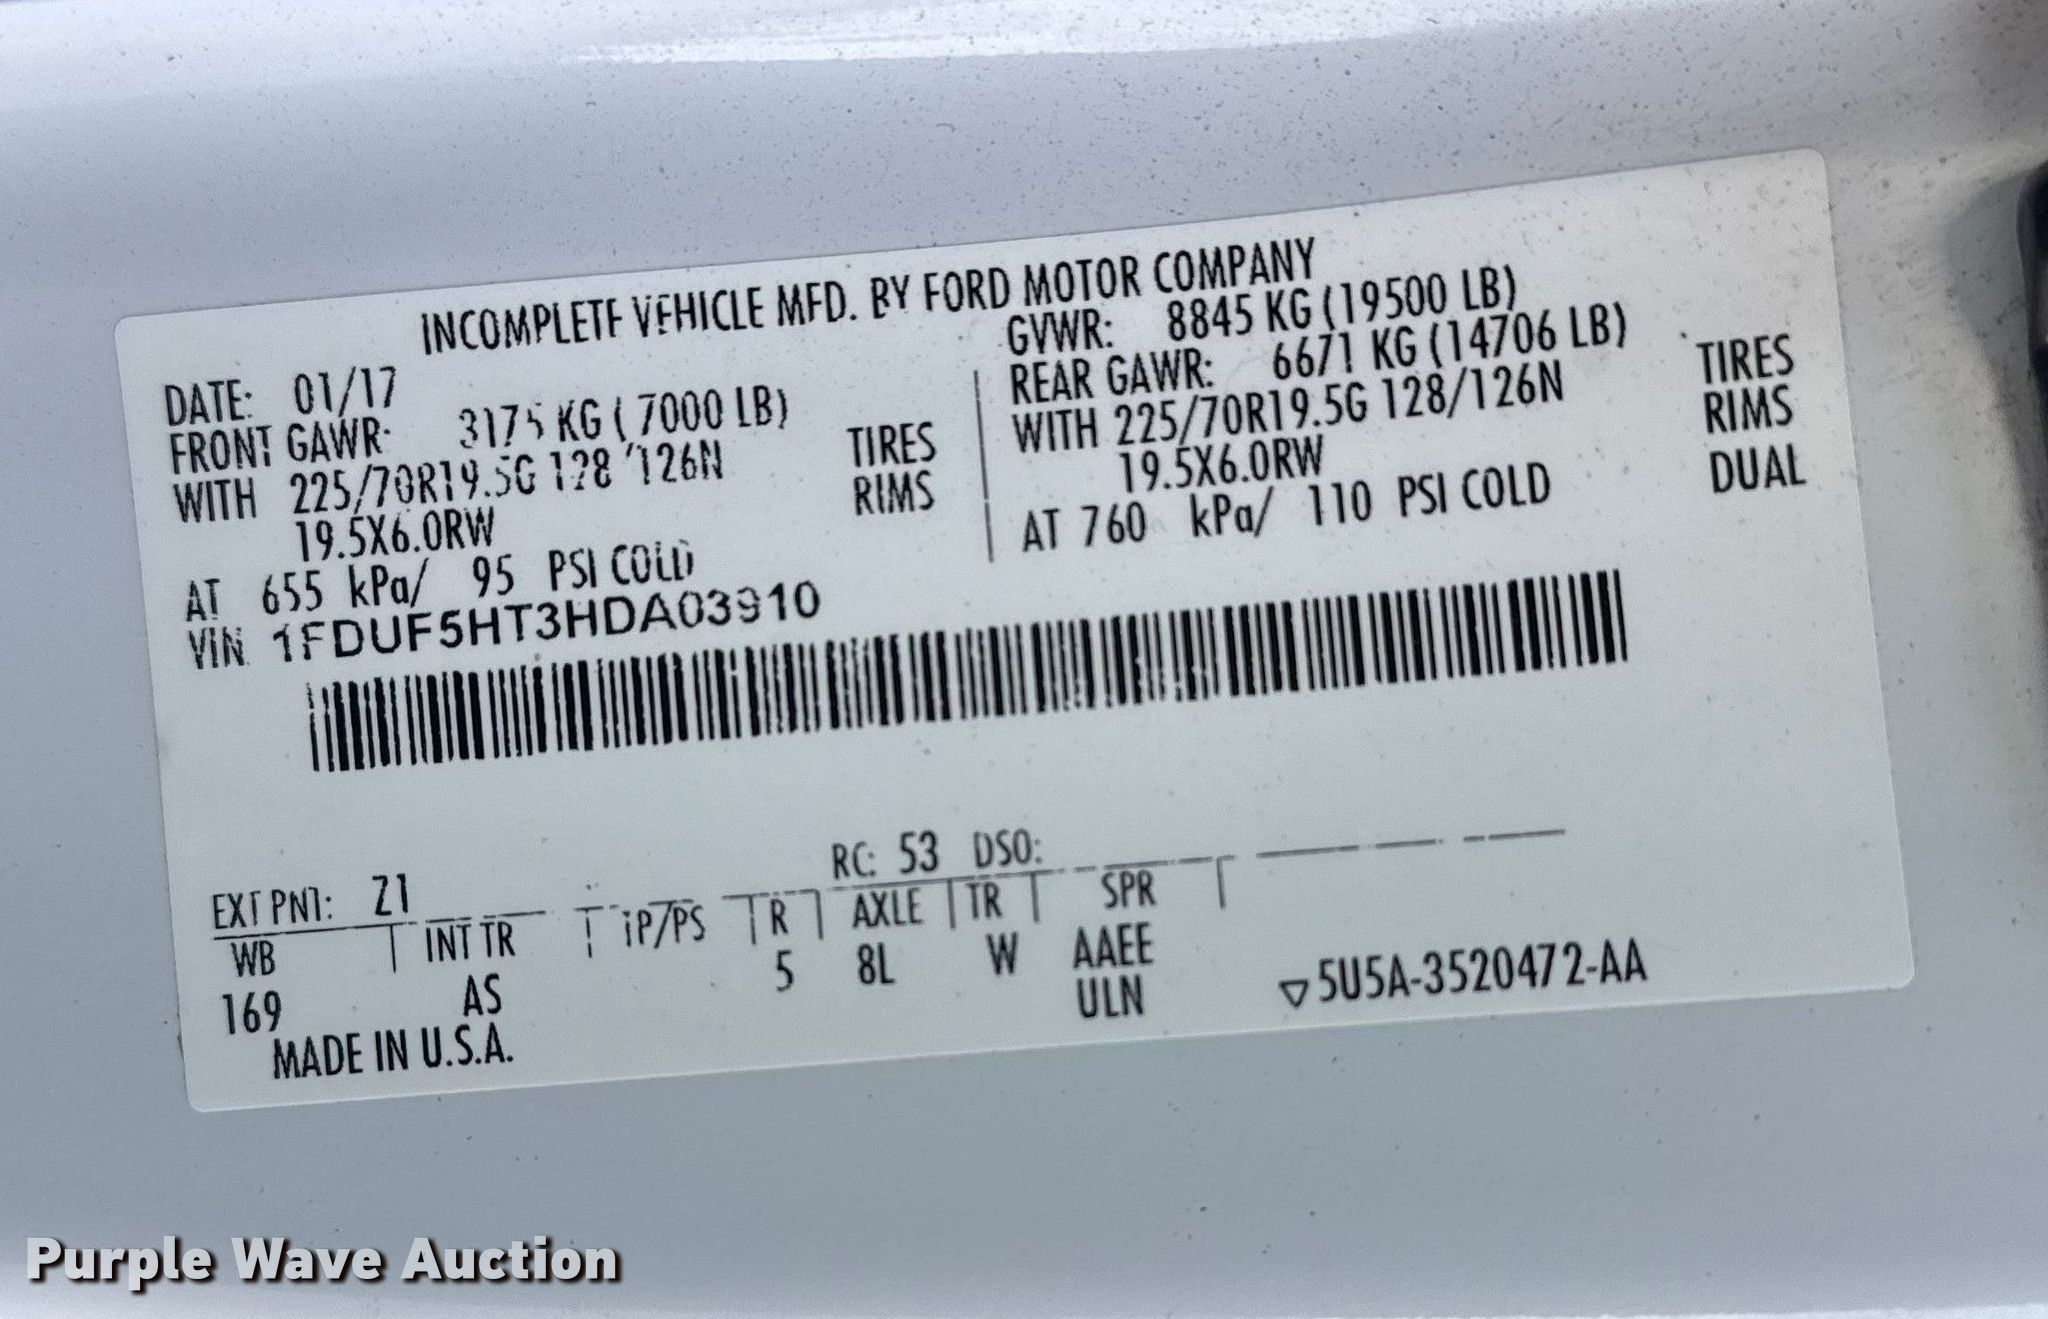 INCOMPLETE VEHICLE MFD. BY FORD MOTOR COMPANY
DATE: 01/17
GVWR: 8845 KG (19500 LB)
FRONT GAWR: 3175 KG ( 7000 LB)
REAR GAWR: 6671 KG (14706 LB)
WITH 225/70R19.5G 128/126N TIRES
WITH 225/70R19.5G 128/126N TIRES
19.5X6.0RW RIMS
19.5X6.0RW RIMS
AT 655 kPa/ 95 PSI COLD
AT 760 kPa/ 110 PSI COLD DUAL
VIN 1FDUF5HT3HDA03910
EXT PNT: Z1 RC: 53 DSO:
WB INT TR TP/PS R AXLE TR SPR
169 AS 5 8L W AAEE
ULN
▽5U5A-3520472-AA
MADE IN U.S.A.
Purple Wave Auction